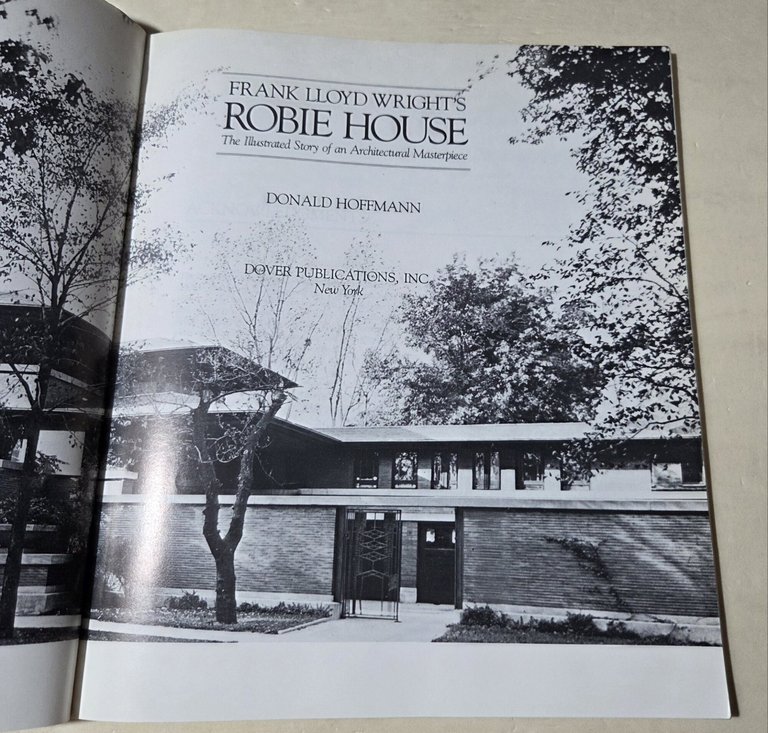 FRANK LLOYD WRIGHT'S
ROBIE HOUSE
The Illustrated Story of an Architectural Masterpiece
DONALD HOFFMANN
DOVER PUBLICATIONS, INC.
New York